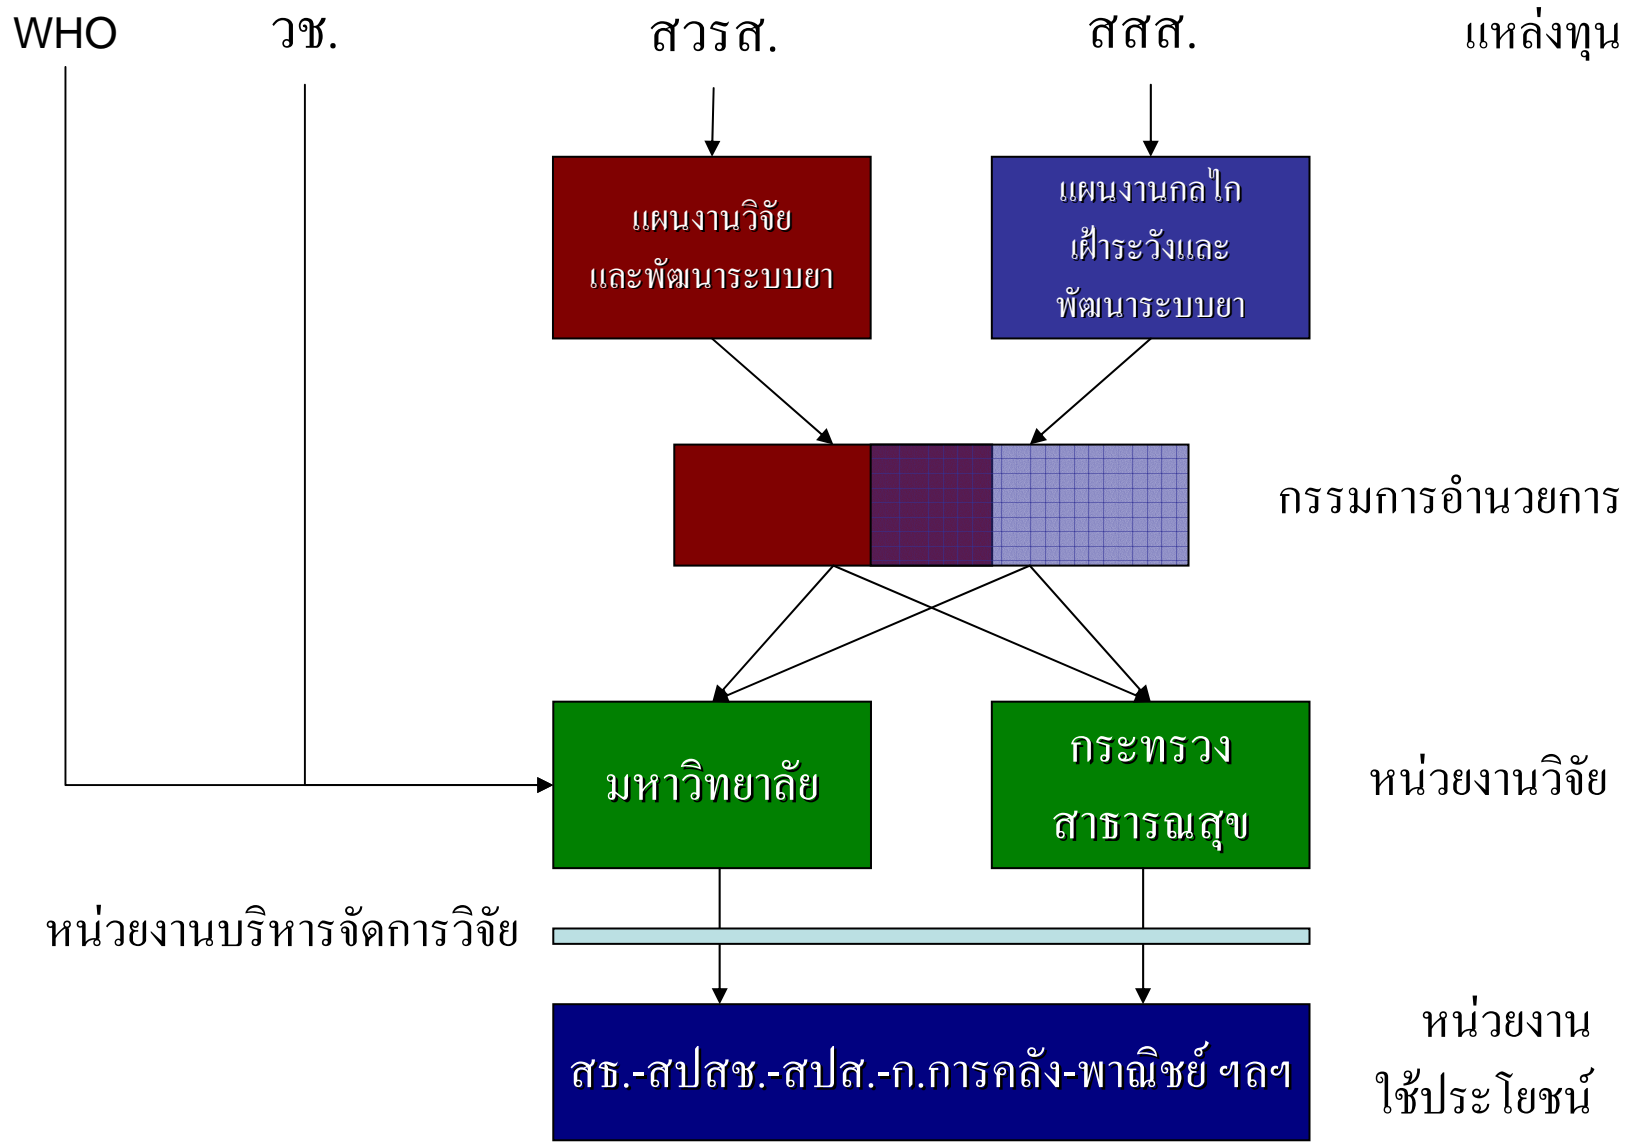 WHO
วช.
สวรส.
สสส.
แหล่งทุน
แผนงานวิจัย
และพัฒนาระบบยา
แผนงานกลไก
เฝ้าระวังและ
พัฒนาระบบยา
กรรมการอำนวยการ
มหาวิทยาลัย
กระทรวง
สาธารณสุข
หน่วยงานวิจัย
หน่วยงานบริหารจัดการวิจัย
สธ.-สปสช.-สปส.-ก.การคลัง-พาณิชย์ ฯลฯ
หน่วยงาน
ใช้ประโยชน์